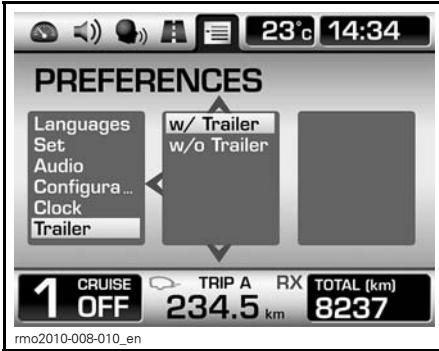 23°c 14:34
PREFERENCES
Languages
Set
Audio
Configura...
Clock
Trailer
w/ Trailer
w/o Trailer
1 CRUISE OFF
TRIP A RX
234.5 km
TOTAL (km)
8237
rmo2010-008-010_en